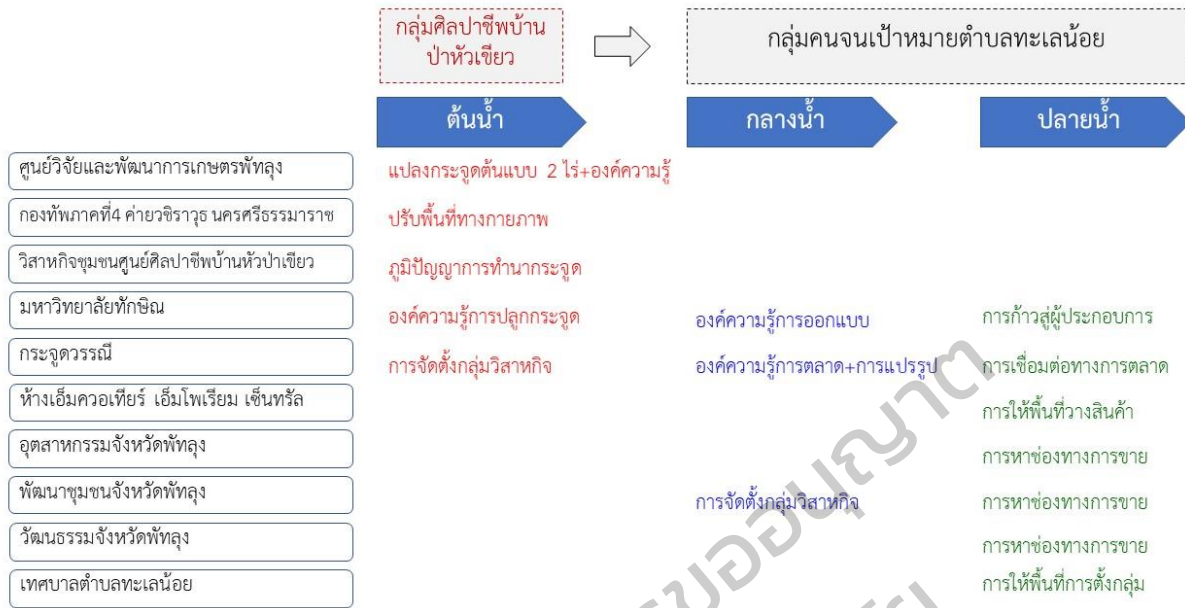 กลุ่มศิลปาชีพบ้าน
ป่าหัวเขียว
กลุ่มคนจนเป้าหมายตำบลทะเลน้อย
ต้นน้ำ
กลางน้ำ
ปลายน้ำ
ศูนย์วิจัยและพัฒนาการเกษตรพัทลุง
แปลงกระจูดต้นแบบ 2 ไร่+องค์ความรู้
กองทัพภาคที่4 ค่ายวชิราวุธ นครศรีธรรมาราช
ปรับพื้นที่ทางกายภาพ
วิสาหกิจชุมชนศูนย์ศิลปาชีพบ้านหัวป่าเขียว
ภูมิปัญญาการทำนากระจูด
มหาวิทยาลัยทักษิณ
องค์ความรู้การปลูกกระจูด
องค์ความรู้การออกแบบ
การก้าวสู่ผู้ประกอบการ
กระจูดวรรณี
การจัดตั้งกลุ่มวิสาหกิจ
องค์ความรู้การตลาด+การแปรรูป
การเชื่อมต่อทางการตลาด
ห้างเอ็มควอเทียร์ เอ็มโพเรียม เซ็นทรัล
การให้พื้นที่วางสินค้า
อุตสาหกรรมจังหวัดพัทลุง
การหาช่องทางการขาย
พัฒนาชุมชนจังหวัดพัทลุง
การจัดตั้งกลุ่มวิสาหกิจ
การหาช่องทางการขาย
วัฒนธรรมจังหวัดพัทลุง
การหาช่องทางการขาย
เทศบาลตำบลทะเลน้อย
การให้พื้นที่การตั้งกลุ่ม